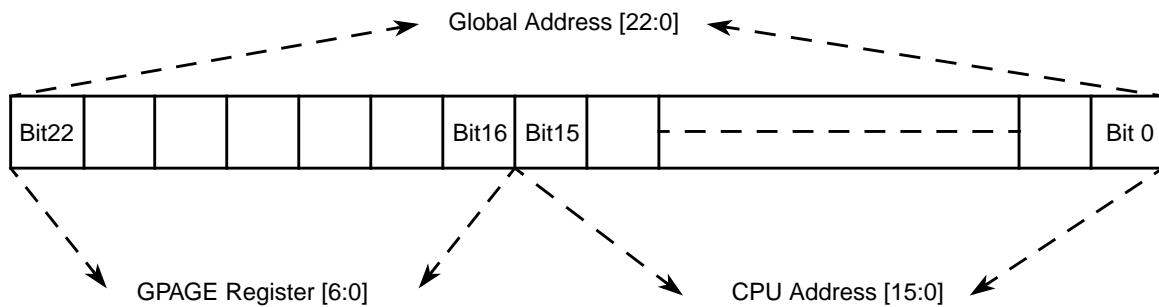 Global Address [22:0]
Bit22 Bit16 Bit15 Bit 0
GPAGE Register [6:0] CPU Address [15:0]